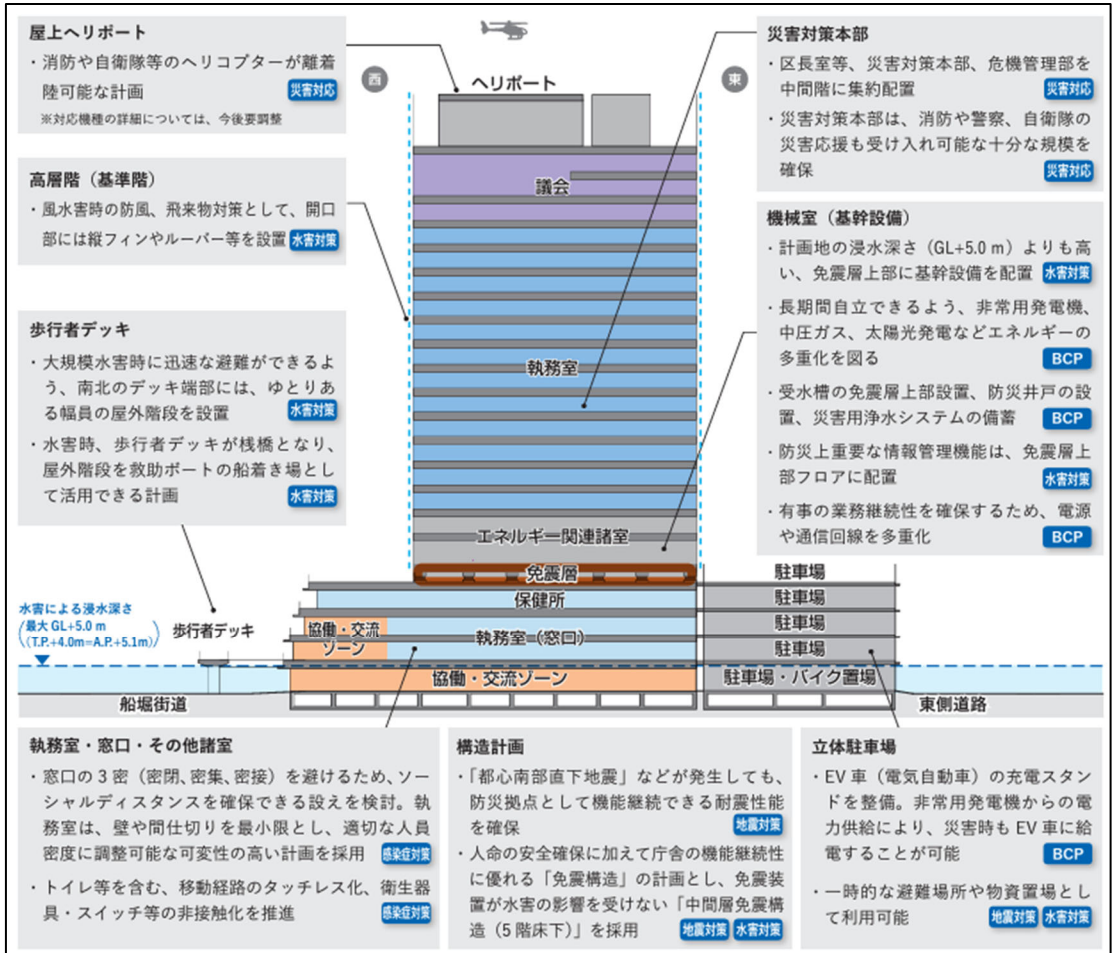 屋上ヘリポート
・消防や自衛隊等のヘリコプターが離着
陸可能な計画 災害対応
※対応機種の詳細については、今後要調整
高層階（基準階）
・風水害時の防風、飛来物対策として、開口
部には縦フィンやルーバー等を設置 水害対策
歩行者デッキ
・大規模水害時に迅速な避難ができるよ
う、南北のデッキ端部には、ゆとりあ
る幅員の屋外階段を設置 水害対策
・水害時、歩行者デッキが桟橋となり、
屋外階段を救助ボートの船着き場とし
て活用できる計画 水害対策
西
東
ヘリポート
議会
執務室
エネルギー関連諸室
免震層
保健所
協働・交流
ゾーン
執務室（窓口）
協働・交流ゾーン
駐車場
駐車場
駐車場
駐車場
駐車場・バイク置場
水害による浸水深さ
最大 GL+5.0 m
(T.P.+4.0m=A.P.+5.1m)
歩行者デッキ
船堀街道
東側道路
災害対策本部
・区長室等、災害対策本部、危機管理部を
中間階に集約配置 災害対応
・災害対策本部は、消防や警察、自衛隊の
災害応援も受け入れ可能な十分な規模を
確保 災害対応
機械室（基幹設備）
・計画地の浸水深さ（GL+5.0 m）よりも高
い、免震層上部に基幹設備を配置 水害対策
・長期間自立できるよう、非常用発電機、
中圧ガス、太陽光発電などエネルギーの
多重化を図る BCP
・受水槽の免震層上部設置、防災井戸の設
置、災害用浄水システムの備蓄 BCP
・防災上重要な情報管理機能は、免震層上
部フロアに配置 水害対策
・有事の業務継続性を確保するため、電源
や通信回線を多重化 BCP
執務室・窓口・その他諸室
・窓口の 3 密（密閉、密集、密接）を避けるため、ソー
シャルディスタンスを確保できる設えを検討。執
務室は、壁や間仕切りを最小限とし、適切な人員
密度に調整可能な可変性の高い計画を採用 感染症対策
・トイレ等を含む、移動経路のタッチレス化、衛生器
具・スイッチ等の非接触化を推進 感染症対策
構造計画
・「都心南部直下地震」などが発生しても、
防災拠点として機能継続できる耐震性能
を確保 地震対策
・人命の安全確保に加えて庁舎の機能継続性
に優れる「免震構造」の計画とし、免震装
置が水害の影響を受けない「中間層免震構
造（5 階床下）」を採用 地震対策 水害対策
立体駐車場
・EV 車（電気自動車）の充電スタン
ドを整備。非常用発電機からの電
力供給により、災害時も EV 車に給
電することが可能 BCP
・一時的な避難場所や物資置場とし
て利用可能 地震対策 水害対策